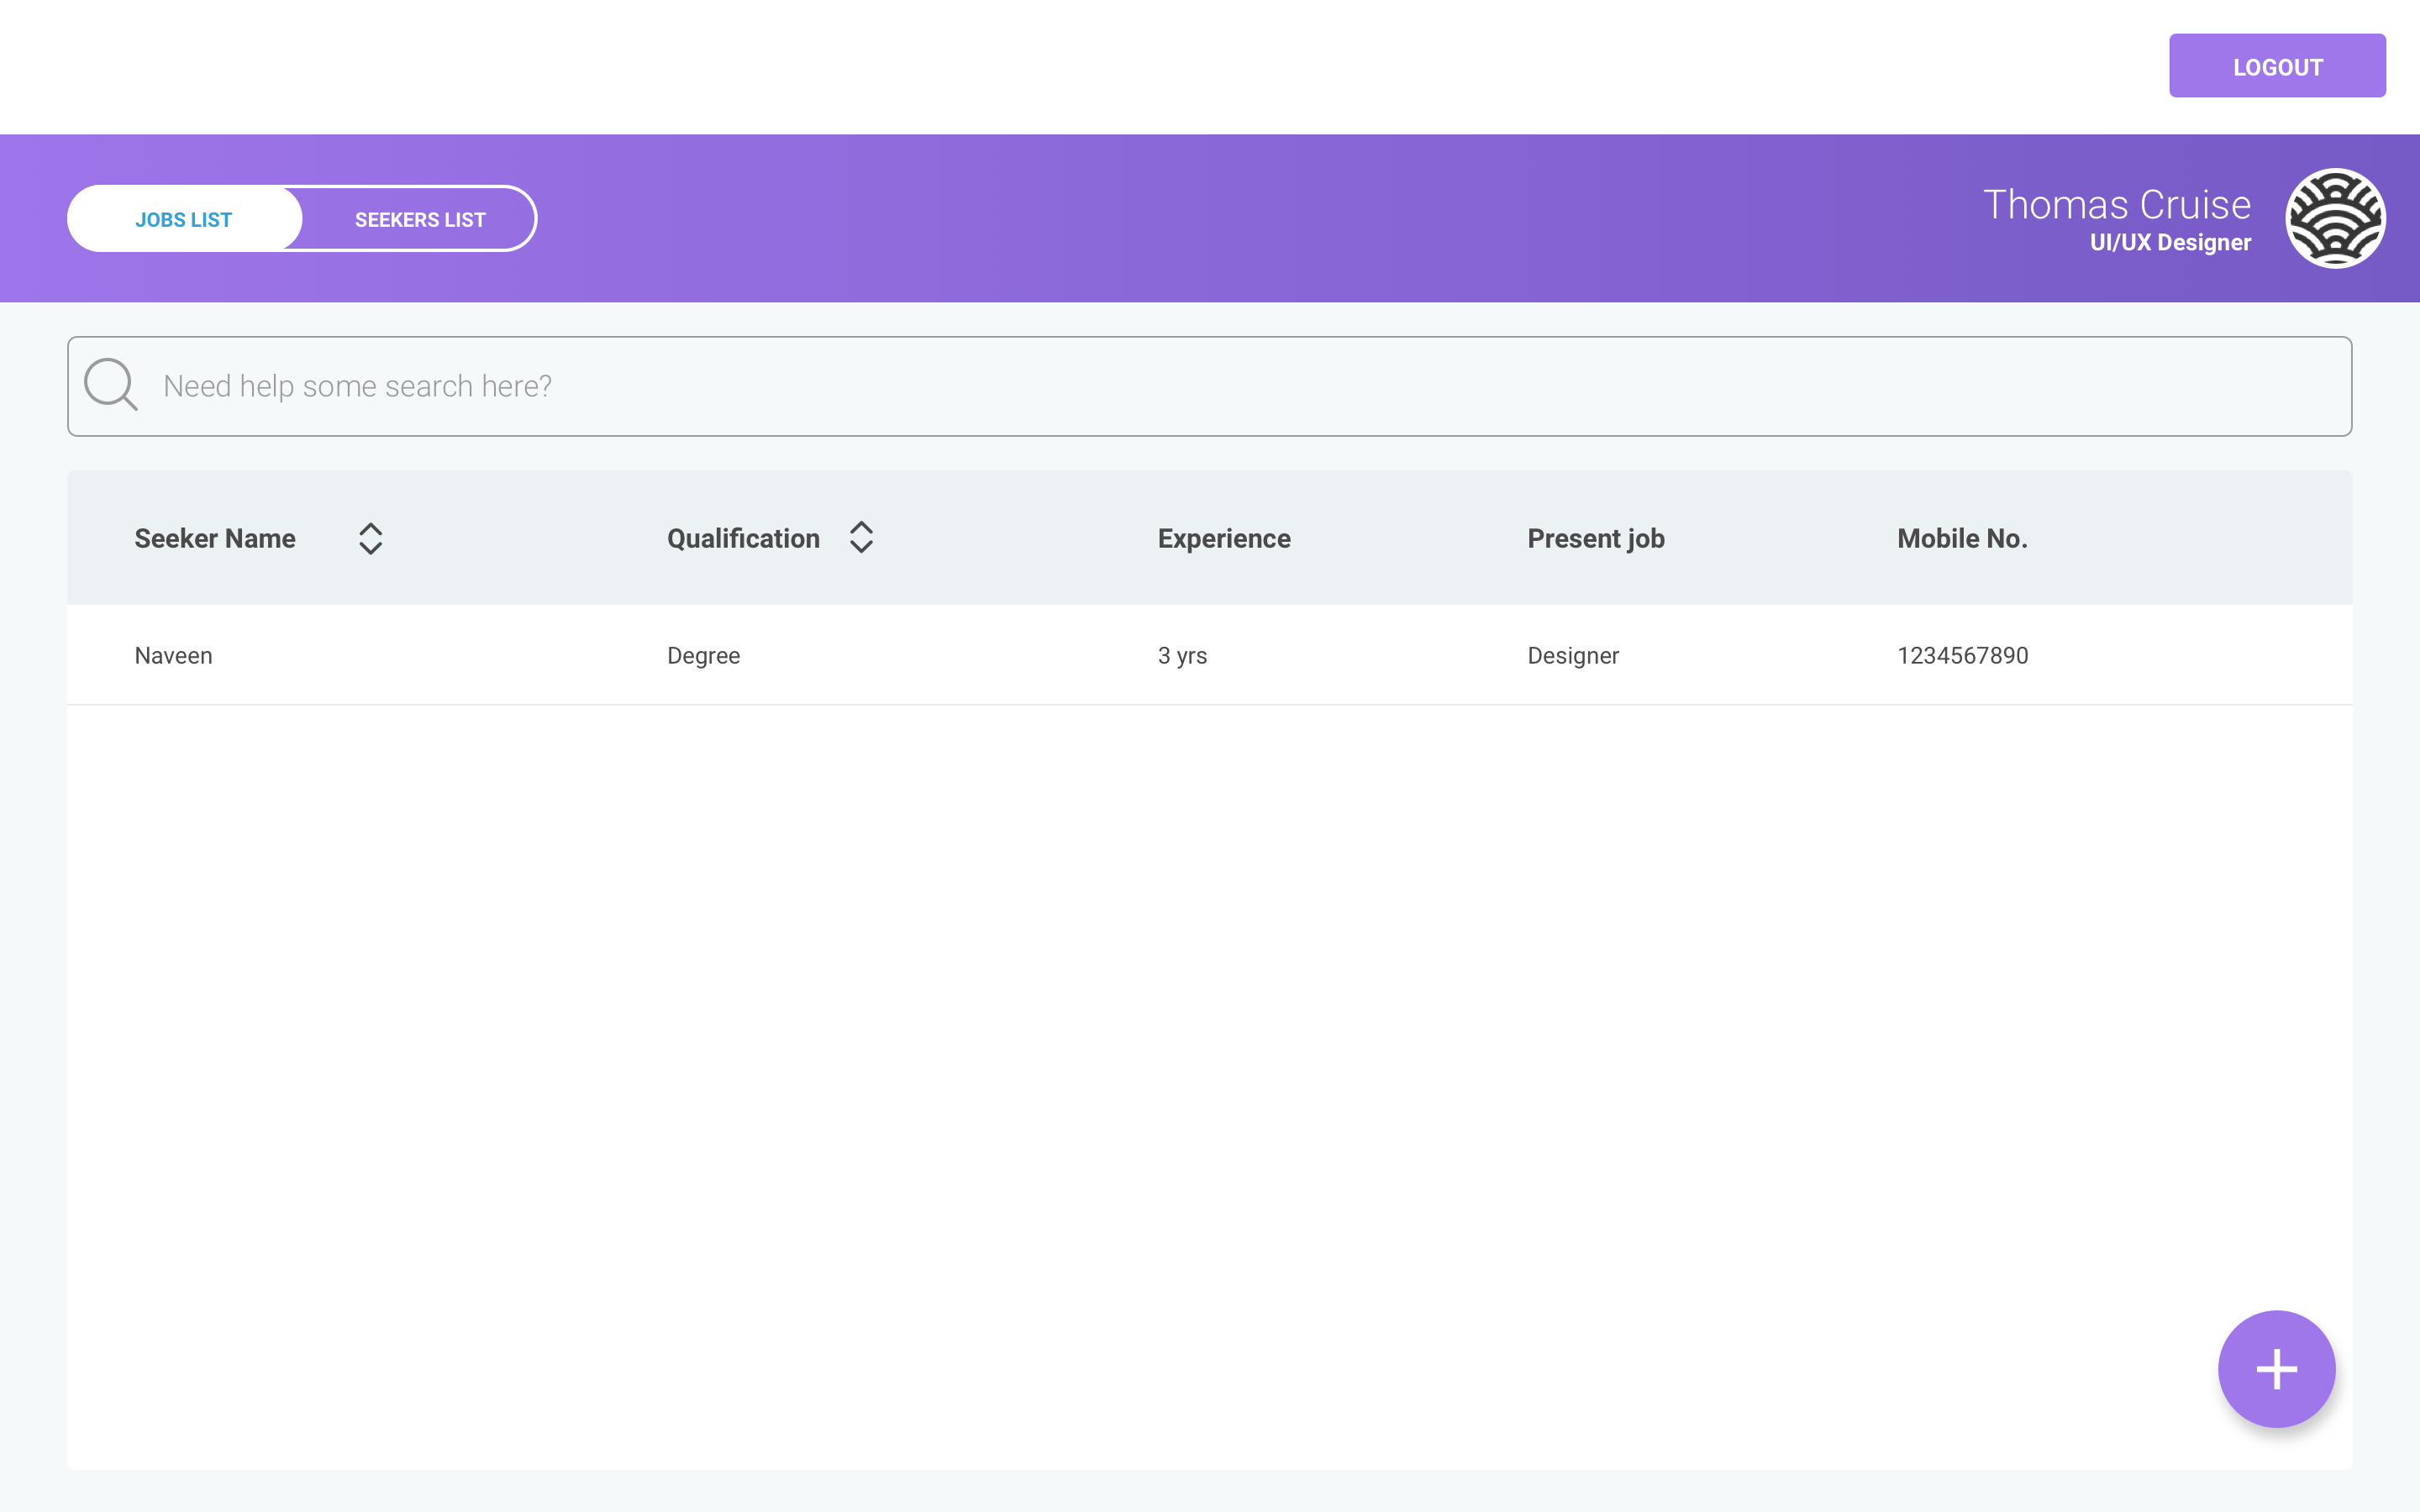 LOGOUT
JOBS LIST
SEEKERS LIST
Thomas Cruise
UI/UX Designer
Need help some search here?
Seeker Name Qualification Experience Present job Mobile No.
Naveen Degree 3 yrs Designer 1234567890